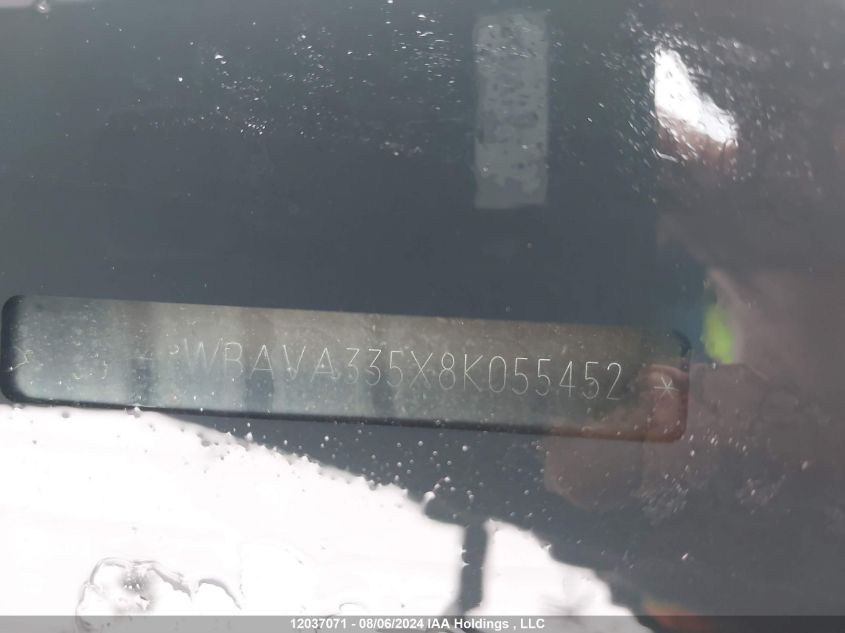 WBAVA335X8K055452 *
12037071 - 08/06/2024 IAA Holdings , LLC